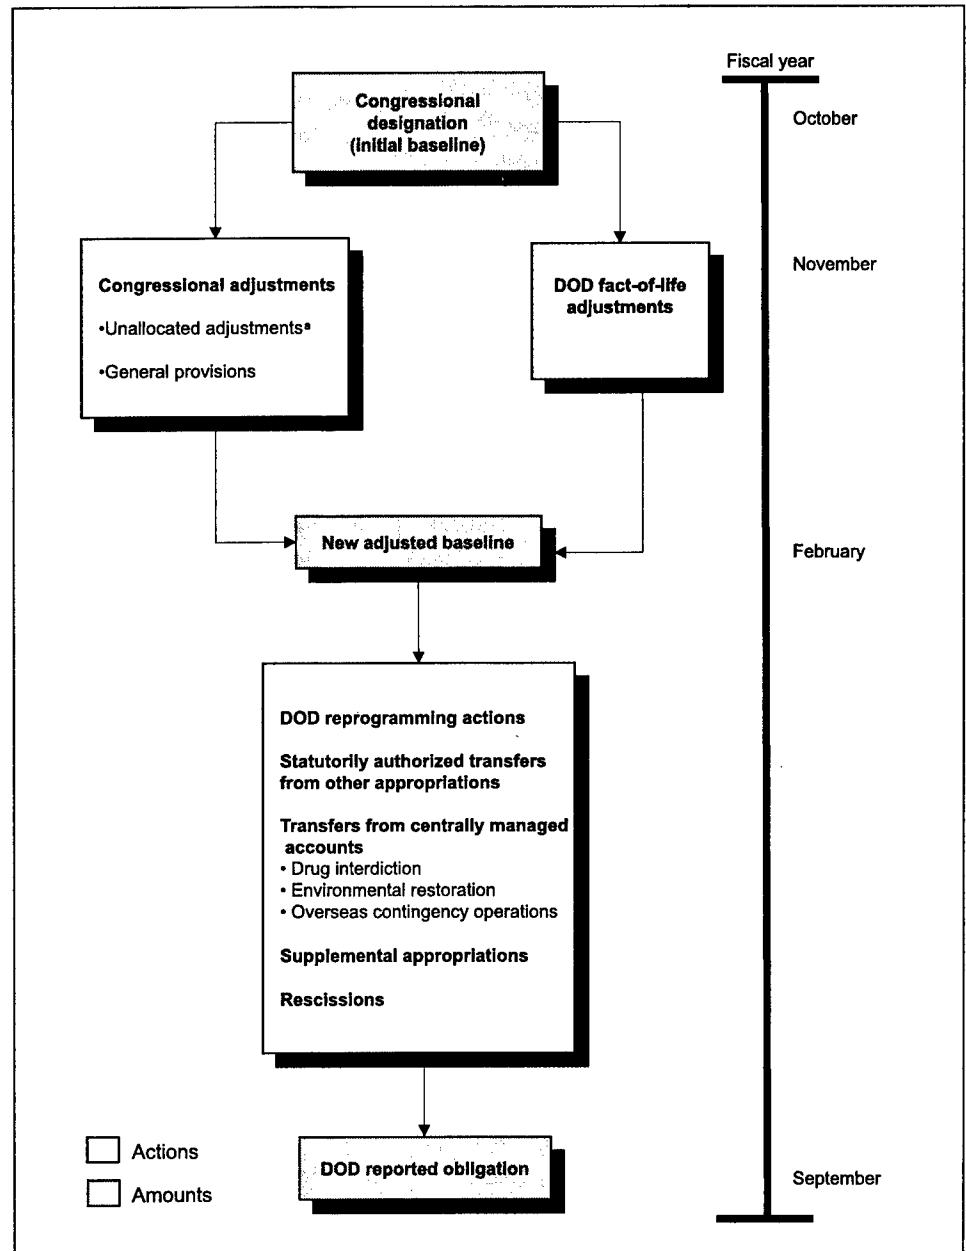 Fiscal year
Congressional
designation
(initial baseline)
October
Congressional adjustments
•Unallocated adjustmentsª
•General provisions
DOD fact-of-life
adjustments
November
New adjusted baseline
February
DOD reprogramming actions
Statutorily authorized transfers
from other appropriations
Transfers from centrally managed
accounts
• Drug interdiction
• Environmental restoration
• Overseas contingency operations
Supplemental appropriations
Rescissions
Actions
Amounts
DOD reported obligation
September